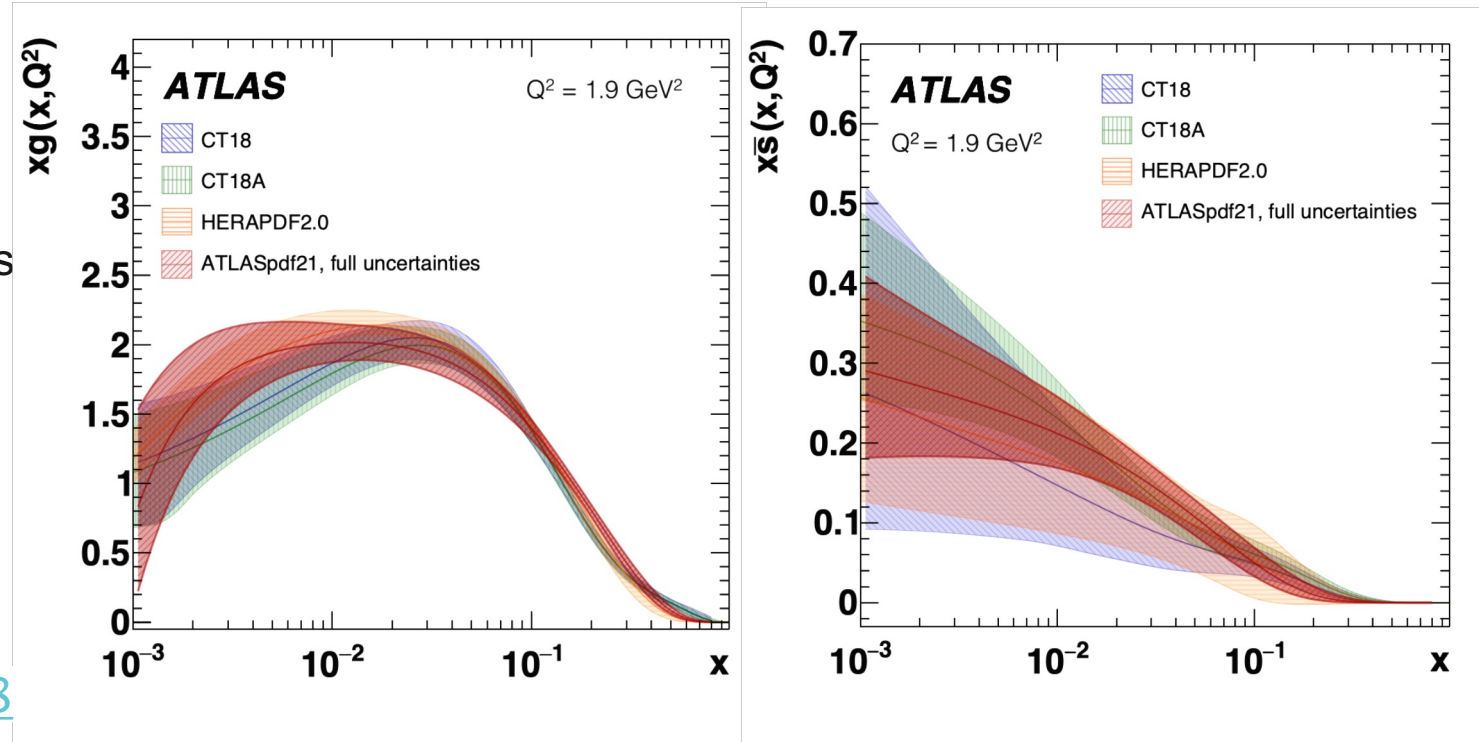 s
8
xg(x,Q²)
ATLAS
Q² = 1.9 GeV²
CT18
CT18A
HERAPDF2.0
ATLASpdf21, full uncertainties
4
3.5
3
2.5
2
1.5
1
0.5
0
10⁻³ 10⁻² 10⁻¹ x
xs̄(x,Q²)
ATLAS
Q² = 1.9 GeV²
CT18
CT18A
HERAPDF2.0
ATLASpdf21, full uncertainties
0.7
0.6
0.5
0.4
0.3
0.2
0.1
0
10⁻³ 10⁻² 10⁻¹ x